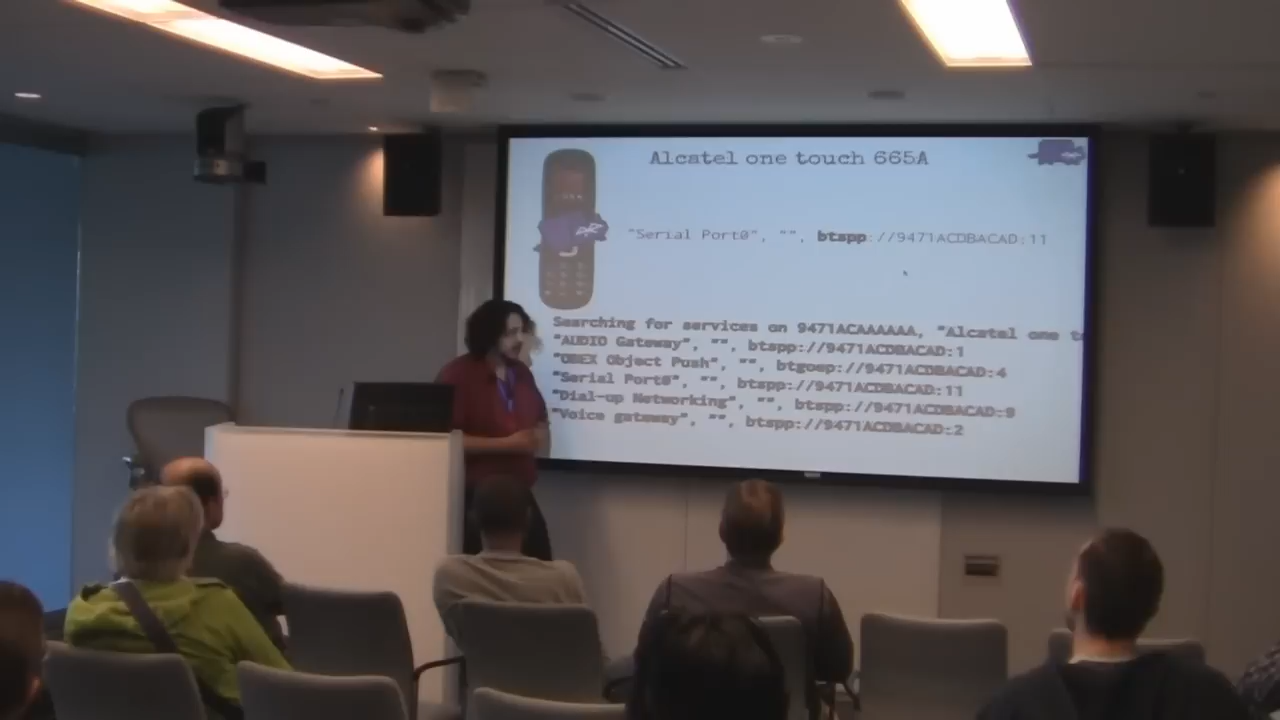 Alcatel one touch 665A
"Serial Port0", "", btspp://9471ACDBACAD:11
Searching for services on 9471ACAAAAAA, "Alcatel one to
"AUDIO Gateway", "", btspp://9471ACDBACAD:1
"OBEX Object Push", "", btgoep://9471ACDBACAD:4
"Serial Port0", "", btspp://9471ACDBACAD:11
"Dial-up Networking", "", btspp://9471ACDBACAD:9
"Voice gateway", "", btspp://9471ACDBACAD:2